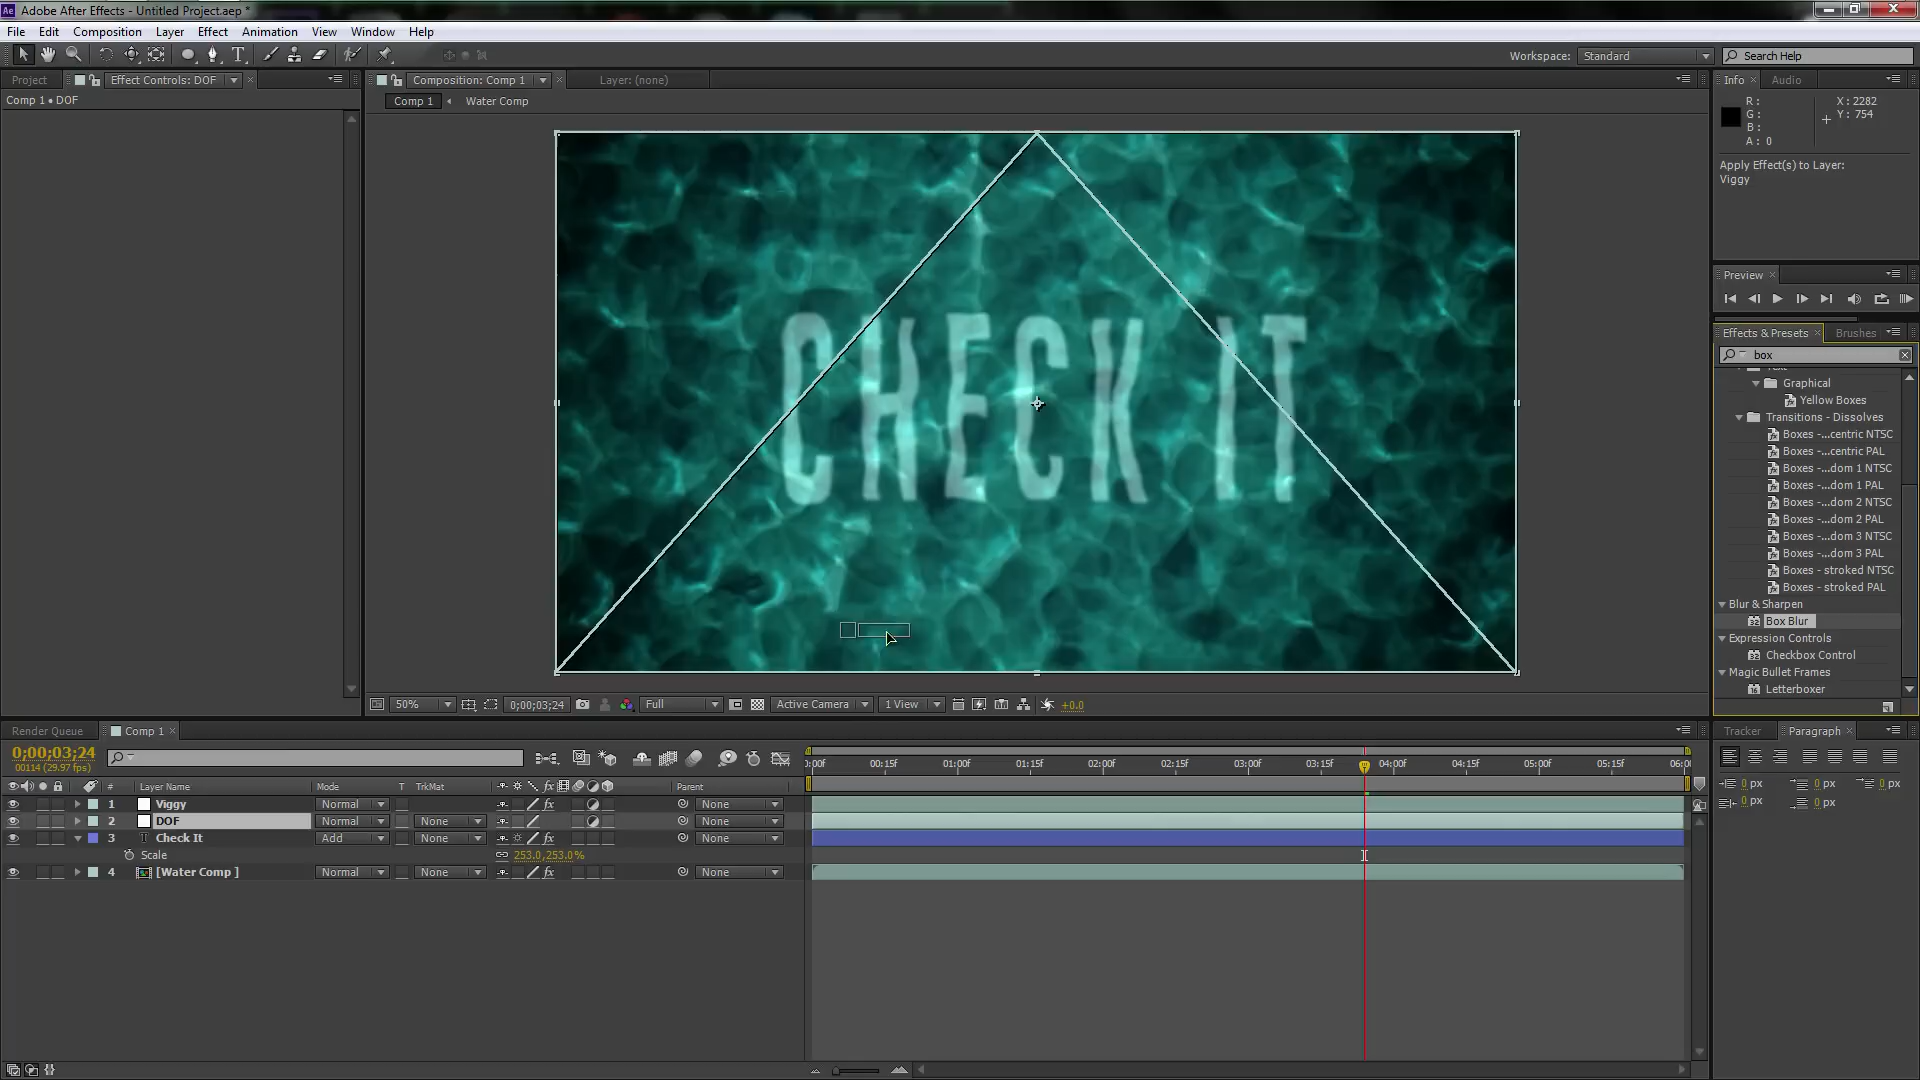 Adobe After Effects - Untitled Project.aep *
File Edit Composition Layer Effect Animation View Window Help
Workspace: Standard Search Help
Project Effect Controls: DOF Composition: Comp 1 Layer: (none) Info Audio
Comp 1 • DOF
Comp 1 Water Comp
R :
G :
B :
A : 0
X : 2282
Y : 754
Apply Effect(s) to Layer:
Viggy
CHECK IT
Preview
Effects & Presets Brushes
box
Graphical
Yellow Boxes
Transitions - Dissolves
Boxes -...centric NTSC
Boxes -...centric PAL
Boxes -...dom 1 NTSC
Boxes -...dom 1 PAL
Boxes -...dom 2 NTSC
Boxes -...dom 2 PAL
Boxes -...dom 3 NTSC
Boxes -...dom 3 PAL
Boxes - stroked NTSC
Boxes - stroked PAL
Blur & Sharpen
Box Blur
Expression Controls
Checkbox Control
Magic Bullet Frames
Letterboxer
50% 0;00;03;24 Full Active Camera 1 View +0.0
Render Queue Comp 1
0;00;03;24
00114 (29.97 fps)
:00f 00:15f 01:00f 01:15f 02:00f 02:15f 03:00f 03:15f 04:00f 04:15f 05:00f 05:15f 06:00
# Layer Name Mode T TrkMat Parent
1 Viggy Normal None
2 DOF Normal None None
3 Check It Add None None
Scale 253.0,253.0%
4 [Water Comp ] Normal None None
Tracker Paragraph
0 px 0 px 0 px
0 px 0 px